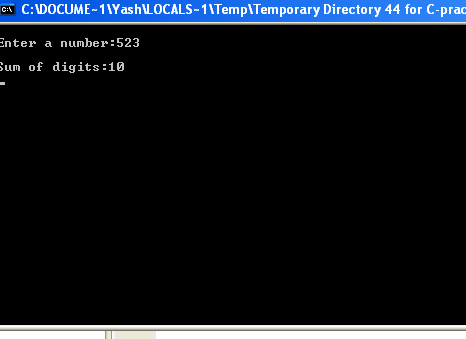 C:\ C:\DOCUME~1\Yash\LOCALS~1\Temp\Temporary Directory 44 for C-prac
Enter a number:523
Sum of digits:10